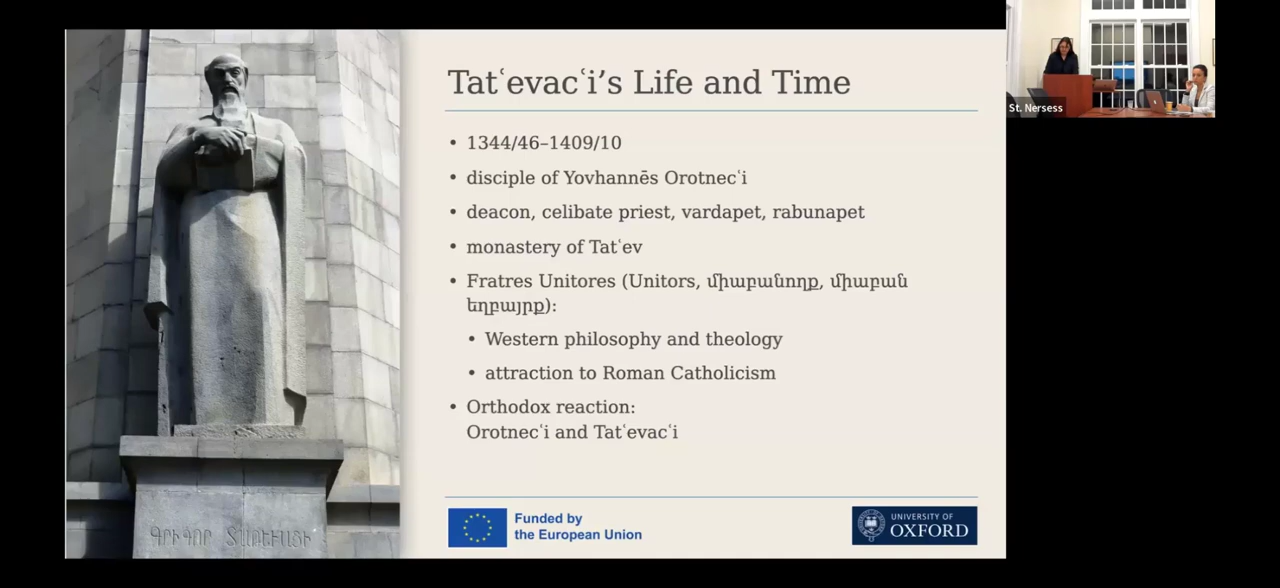 Tatʿevacʿi’s Life and Time
• 1344/46–1409/10
• disciple of Yovhannēs Orotnecʿi
• deacon, celibate priest, vardapet, rabunapet
• monastery of Tatʿev
• Fratres Unitores (Unitors, միաբանողք, միաբան
եղբայրք):
• Western philosophy and theology
• attraction to Roman Catholicism
• Orthodox reaction:
Orotnecʿi and Tatʿevacʿi
ԳՐԻԳՈՐ ՏԱԹԵՒԱՑԻ
Funded by
the European Union
UNIVERSITY OF
OXFORD
St. Nersess